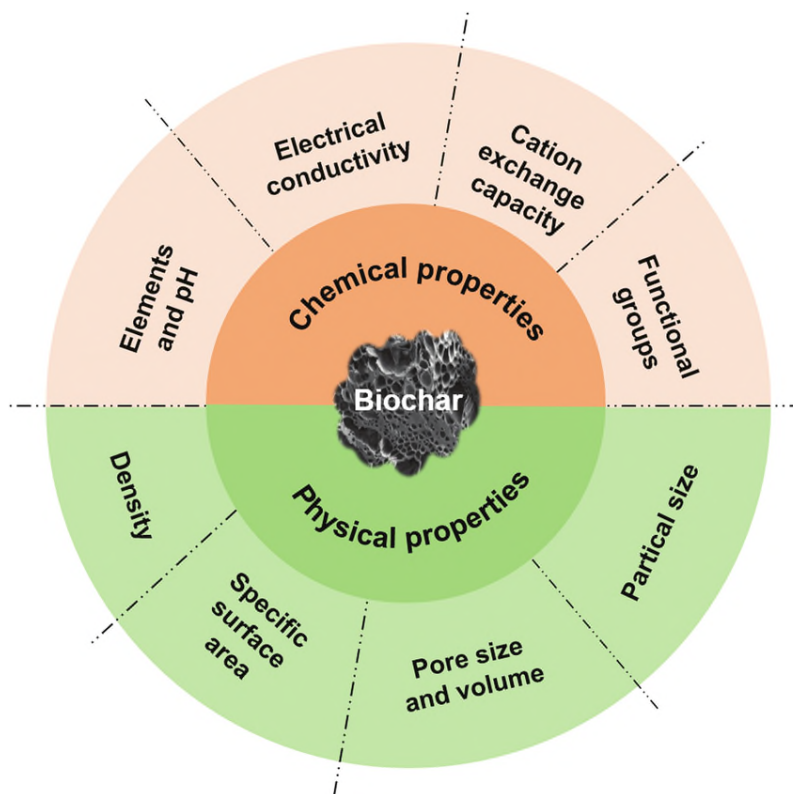 Electrical
conductivity
Cation
exchange
capacity
Elements
and pH
Functional
groups
Chemical properties
Biochar
Physical properties
Density
Specific
surface
area
Pore size
and volume
Partical size